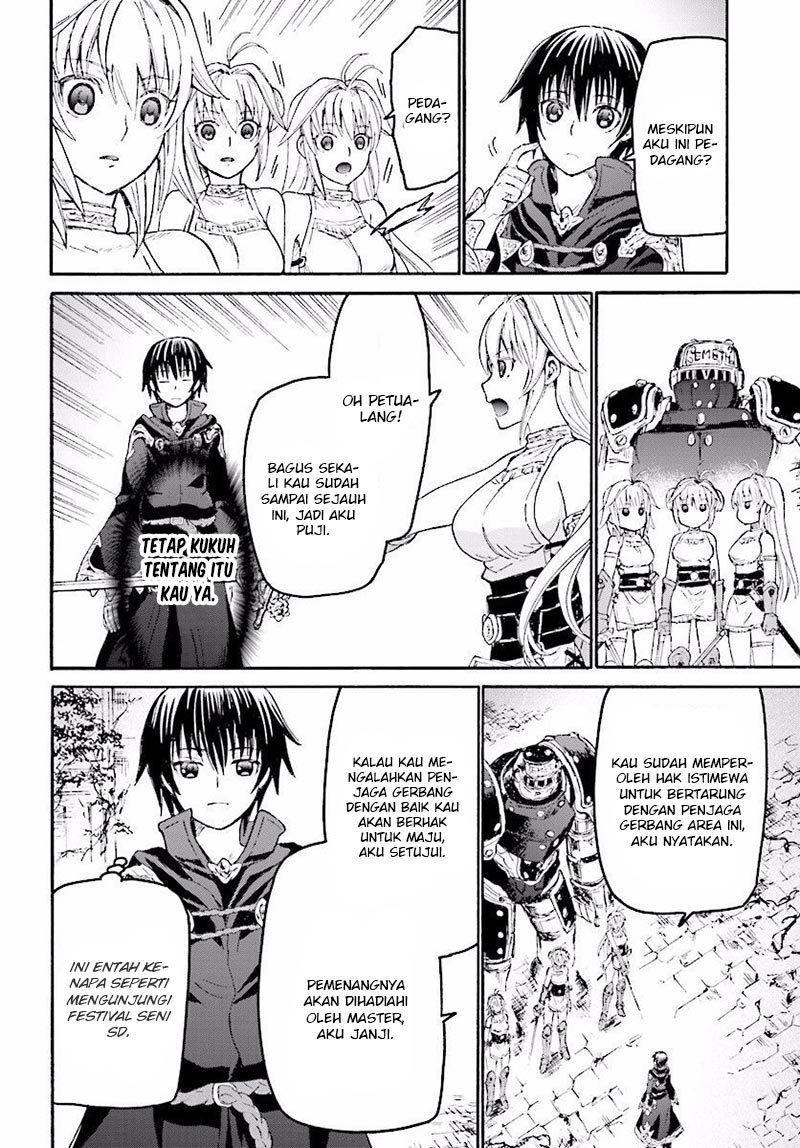 MESKIPUN
AKU INI PE-
DAGANG?
PEDA-
GANG?
OH PETUA-
LANG!
BAGUS SEKA-
LI KAU SUDAH
SAMPAI SEJAUH
INI, JADI AKU
PUJI.
TETAP KUKUH
TENTANG ITU
KAU YA.
KAU SUDAH MEMPER-
OLEH HAK ISTIMEWA
UNTUK BERTARUNG
DENGAN PENJAGA
GERBANG AREA INI,
AKU NYATAKAN.
KALAU KAU ME-
NGALAHKAN PEN-
JAGA GERBANG
DENGAN BAIK KAU
AKAN BERHAK
UNTUK MAJU,
AKU SETUJUI.
PEMENANGNYA
AKAN DIHADIAHI
OLEH MASTER,
AKU JANJI.
INI ENTAH KE-
NAPA SEPERTI
MENGUNJUNGI
FESTIVAL SENI
SD.